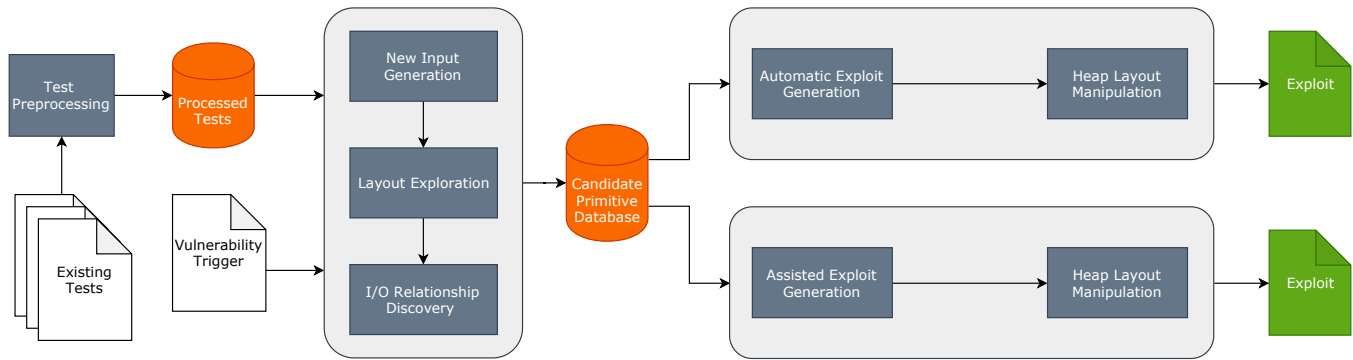 Test
Preprocessing
Existing
Tests
Processed
Tests
Vulnerability
Trigger
New Input
Generation
Layout Exploration
I/O Relationship
Discovery
Candidate
Primitive
Database
Automatic Exploit
Generation
Heap Layout
Manipulation
Exploit
Assisted Exploit
Generation
Heap Layout
Manipulation
Exploit